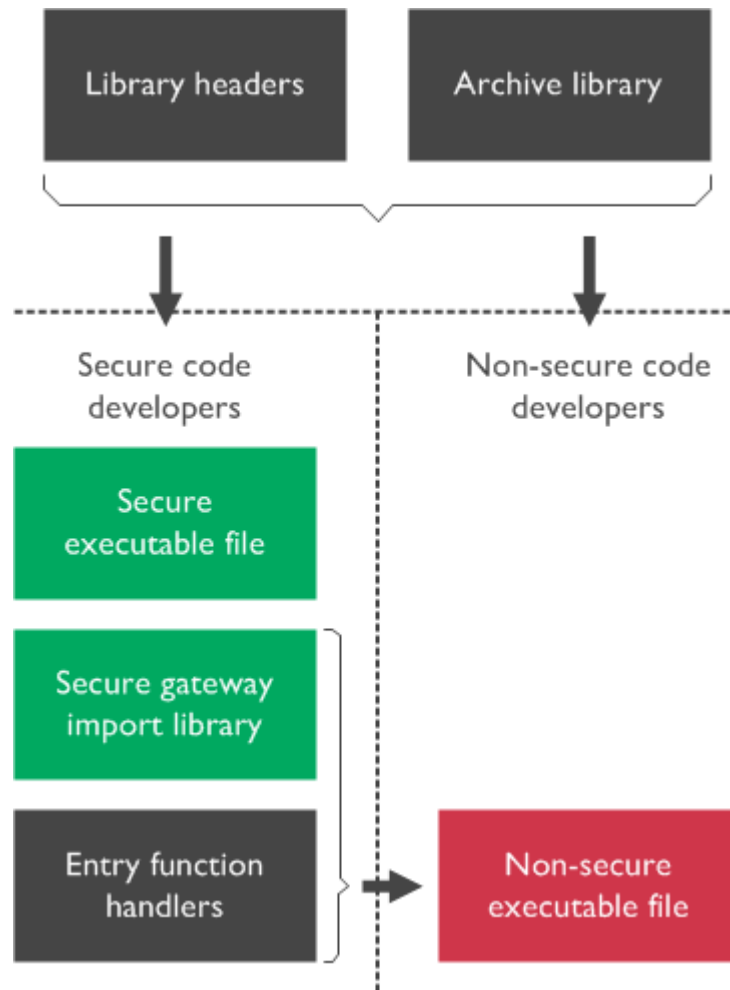 Library headers
Archive library
Secure code
developers
Non-secure code
developers
Secure
executable file
Secure gateway
import library
Entry function
handlers
Non-secure
executable file